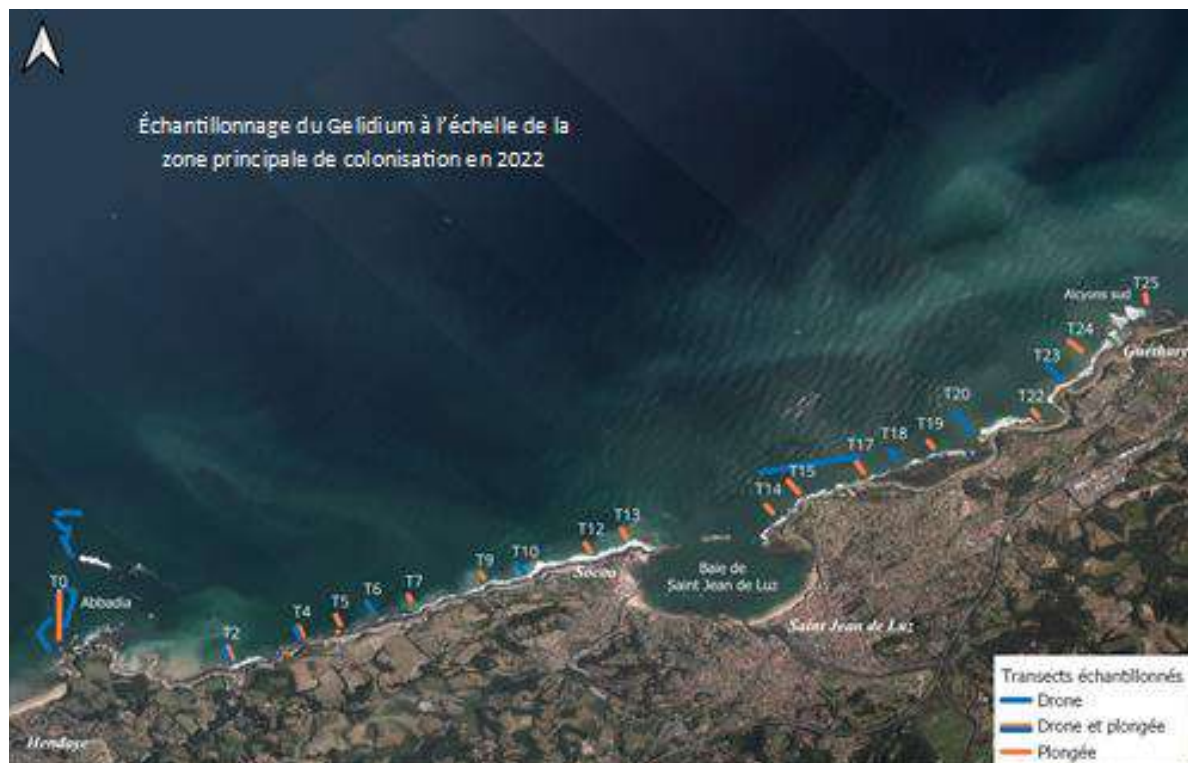 Échantillonnage du Gelidium à l'échelle de la
zone principale de colonisation en 2022
T25
Alcyons sud
T24
Guéthary
T23
T22
T20
T19
T18
T17
T15
T14
T13
T12
Socoa
T10
T9
Baie de
Saint Jean de Luz
Saint Jean de Luz
T7
T6
T5
T4
T2
T0
Abbadia
Hendaye
Transects échantillonnés
Drone
Drone et plongée
Plongée